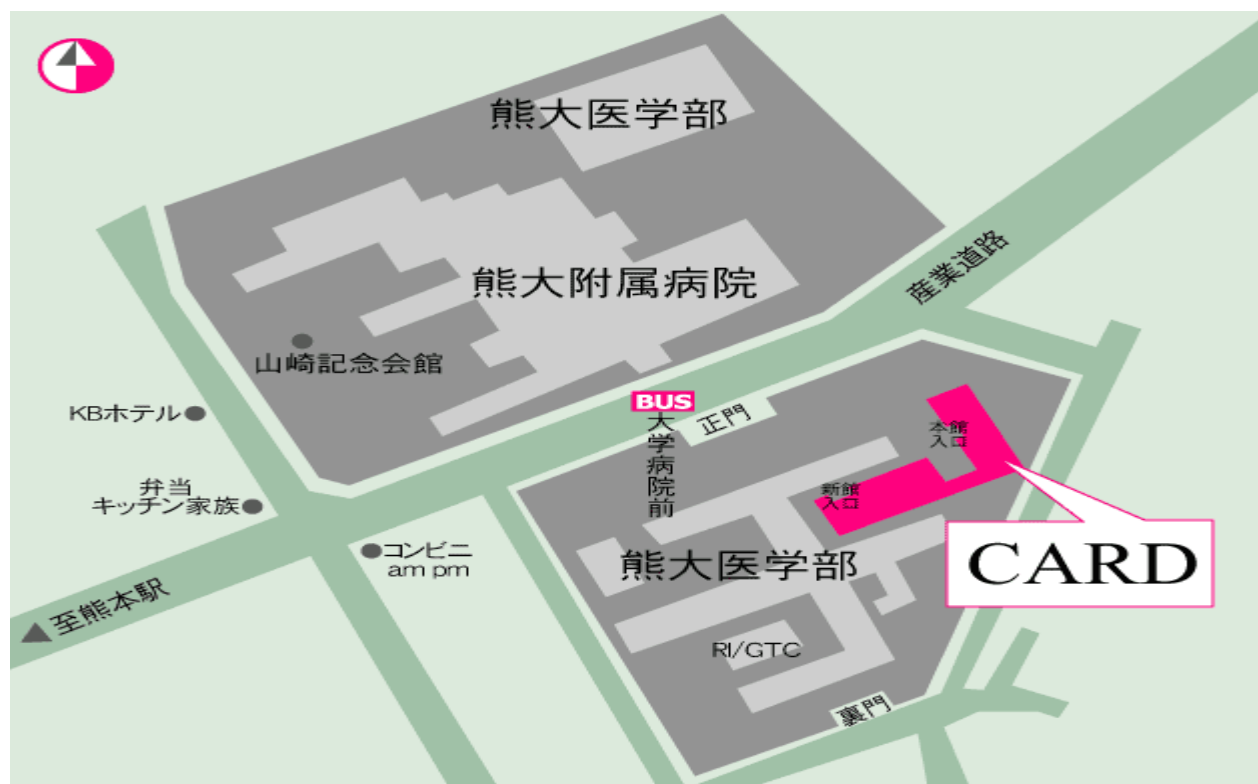 熊大医学部
熊大附属病院
産業道路
山崎記念会館
KBホテル
BUS
大学病院前
正門
本館
入口
弁当
キッチン家族
新館
入口
コンビニ
am pm
熊大医学部
CARD
至熊本駅
RI/GTC
裏門